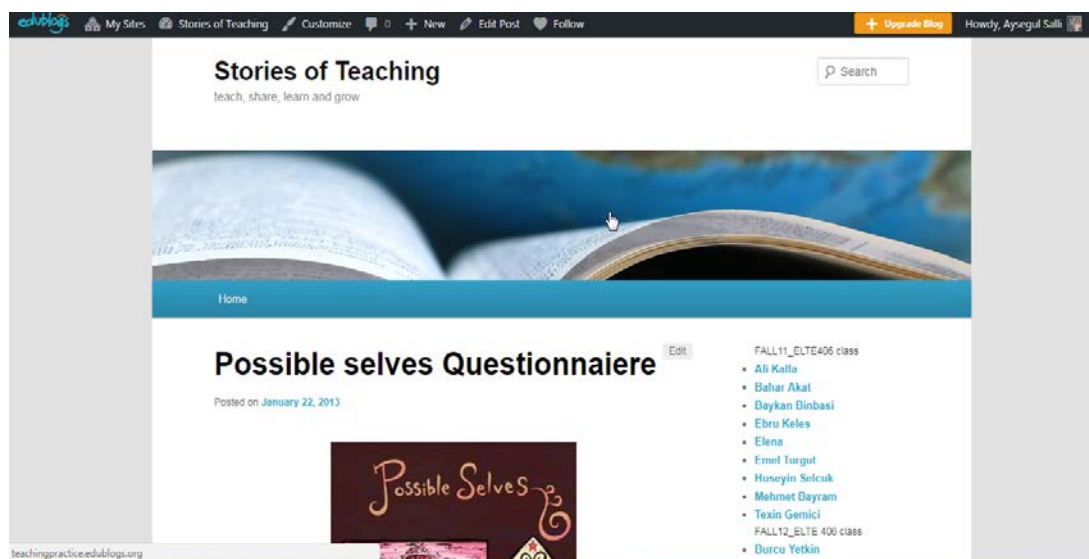 edublogs My Sites Stories of Teaching Customize 0 New Edit Post Follow Upgrade Blog Howdy, Aysegul Salli
Stories of Teaching
teach, share, learn and grow
Search
Home
Possible selves Questionnaiere
Edit
Posted on January 22, 2013
Possible Selves
FALL11_ELTE406 class
Ali Kalla
Bahar Akat
Baykan Binbasi
Ebru Keles
Elena
Emel Turgut
Huseyin Selcuk
Mehmet Bayram
Texin Gemici
FALL12_ELTE 406 class
Burcu Yetkin
teachingpractice.edublogs.org